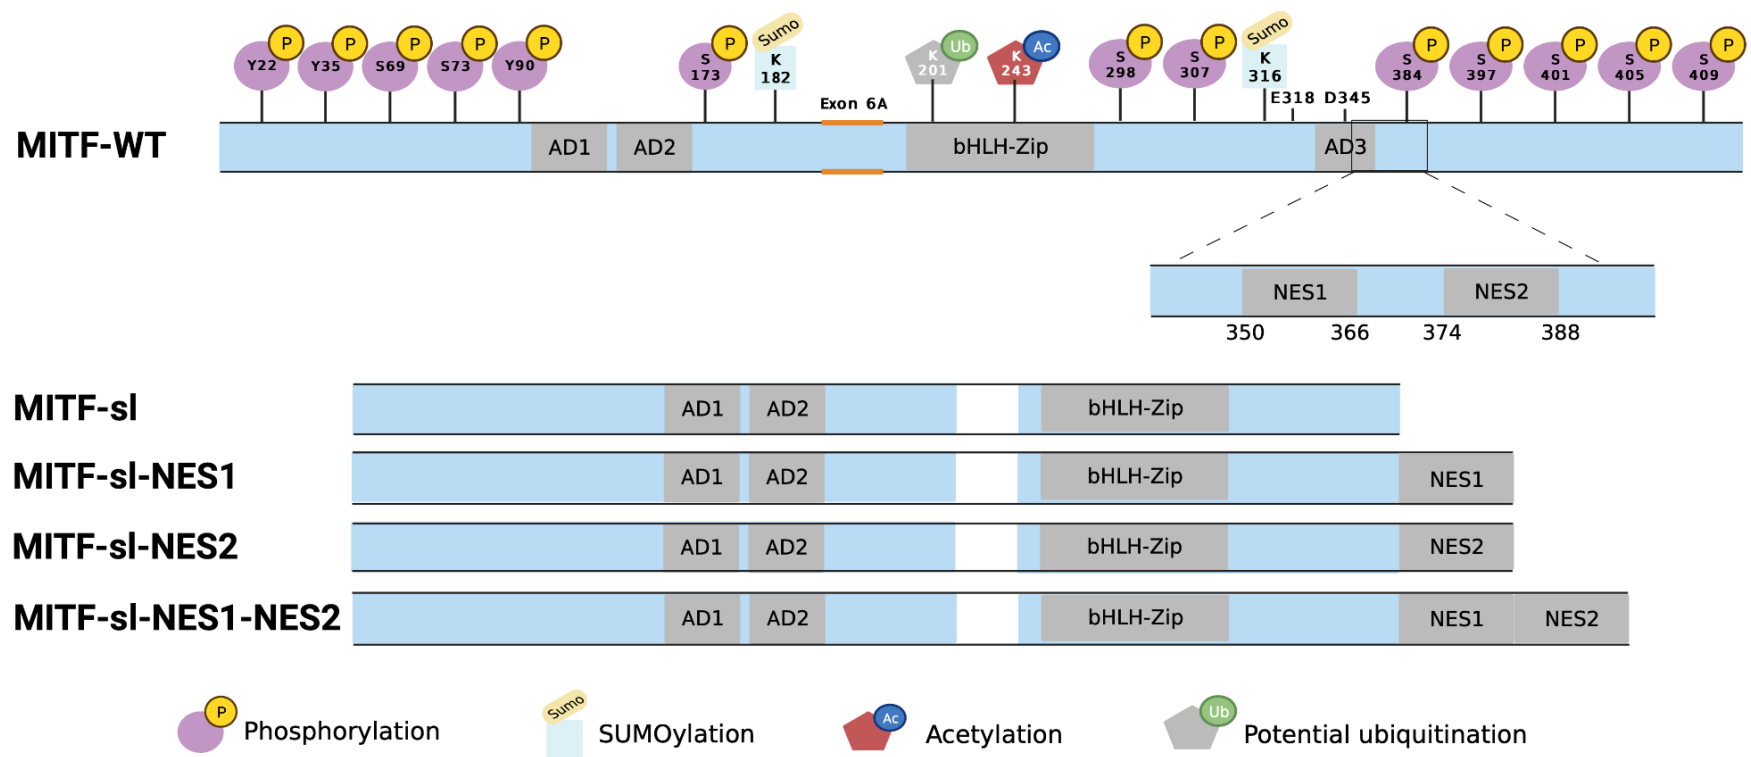 P P P P P P Sumo Ub Ac P P Sumo P P P P P
Y22 Y35 S69 S73 Y90 S 173 K 182 K 201 K 243 S 298 S 307 K 316 S 384 S 397 S 401 S 405 S 409
Exon 6A E318 D345
MITF-WT AD1 AD2 bHLH-Zip AD3
NES1 NES2
350 366 374 388
MITF-sl AD1 AD2 bHLH-Zip
MITF-sl-NES1 AD1 AD2 bHLH-Zip NES1
MITF-sl-NES2 AD1 AD2 bHLH-Zip NES2
MITF-sl-NES1-NES2 AD1 AD2 bHLH-Zip NES1 NES2
P Phosphorylation Sumo SUMOylation Ac Acetylation Ub Potential ubiquitination